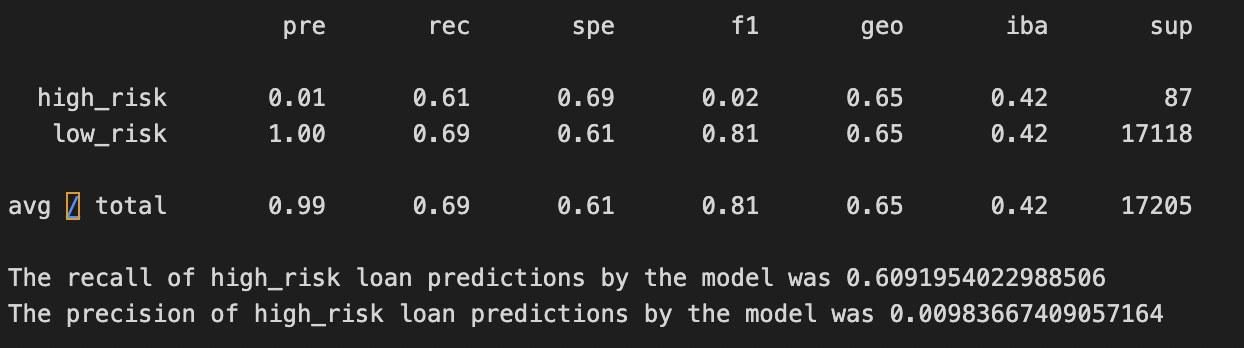 pre rec spe f1 geo iba sup
high_risk 0.01 0.61 0.69 0.02 0.65 0.42 87
low_risk 1.00 0.69 0.61 0.81 0.65 0.42 17118
avg / total 0.99 0.69 0.61 0.81 0.65 0.42 17205
The recall of high_risk loan predictions by the model was 0.6091954022988506
The precision of high_risk loan predictions by the model was 0.00983667409057164